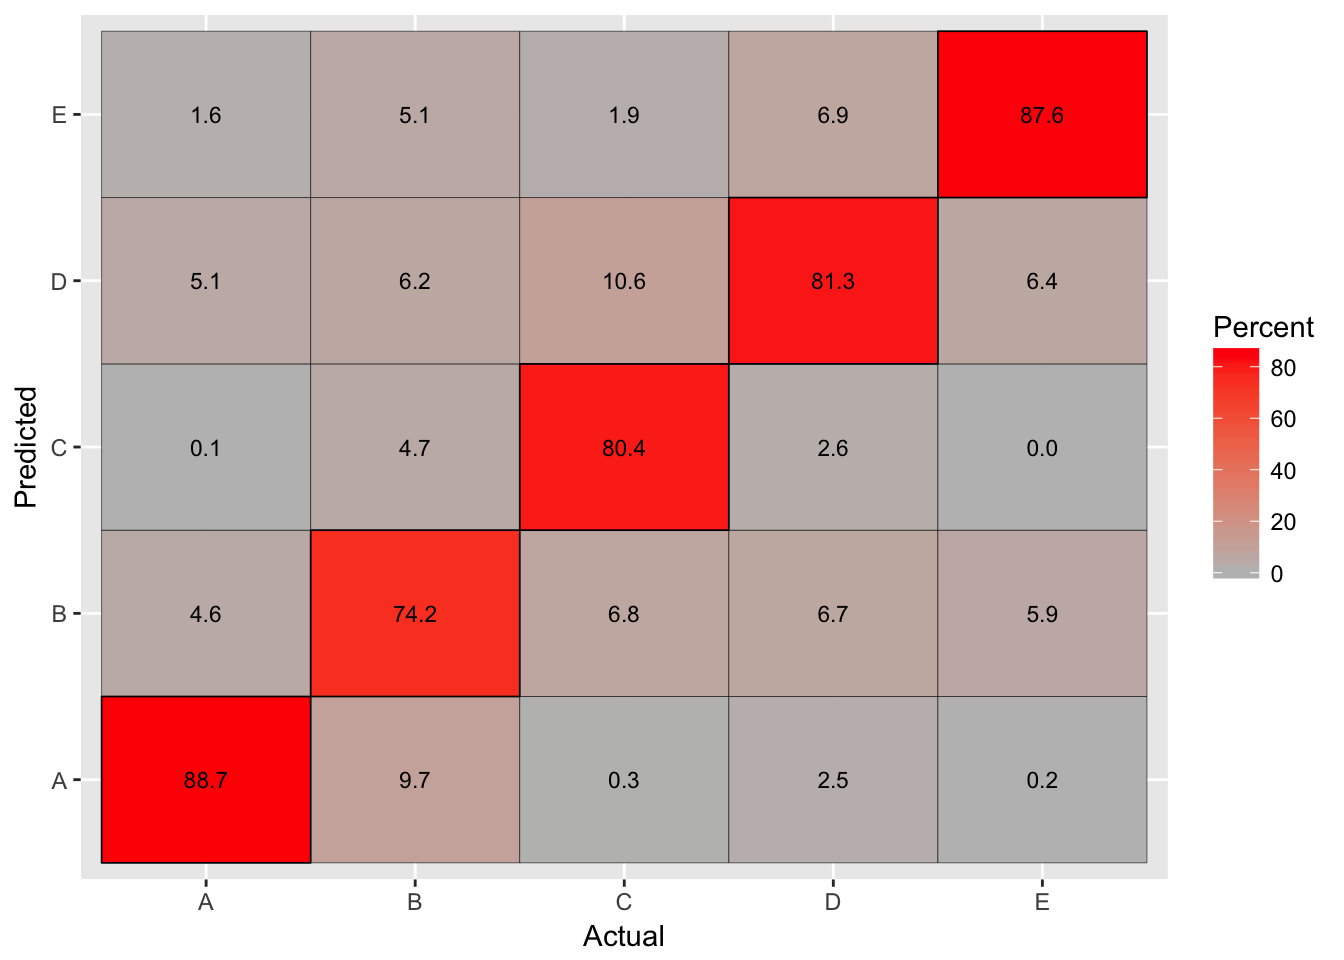 E 1.6 5.1 1.9 6.9 87.6
D 5.1 6.2 10.6 81.3 6.4
C 0.1 4.7 80.4 2.6 0.0
B 4.6 74.2 6.8 6.7 5.9
A 88.7 9.7 0.3 2.5 0.2
A B C D E
Actual
Predicted
Percent
80
60
40
20
0